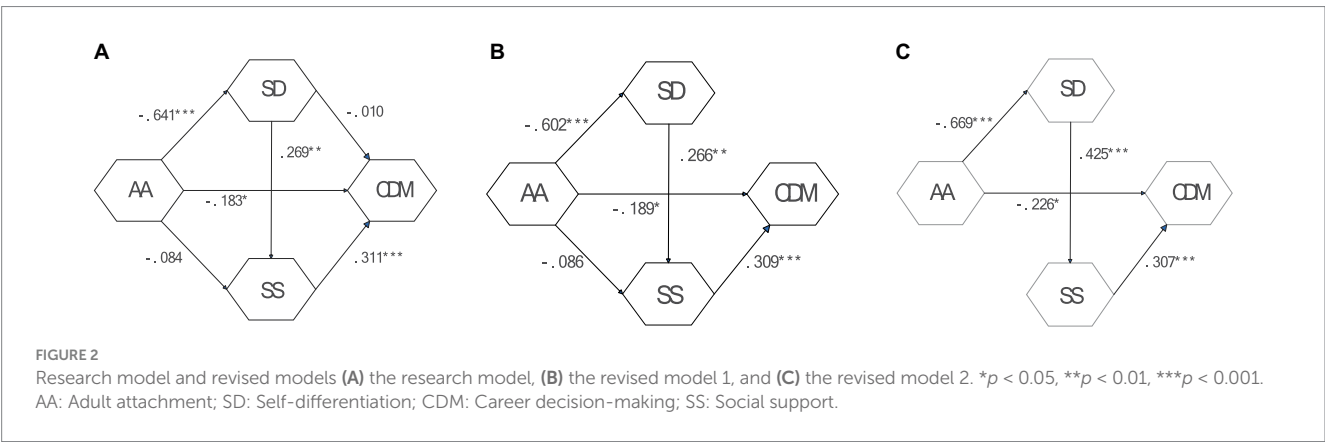 A
SD
-.641***
-.010
.269**
AA
CDM
-.183*
-.084
.311***
SS
B
SD
-.602***
.266**
AA
CDM
-.189*
-.086
.309***
SS
C
SD
-.669***
.425***
AA
CDM
-.226*
.307***
SS
FIGURE 2
Research model and revised models (A) the research model, (B) the revised model 1, and (C) the revised model 2. *p < 0.05, **p < 0.01, ***p < 0.001.
AA: Adult attachment; SD: Self-differentiation; CDM: Career decision-making; SS: Social support.